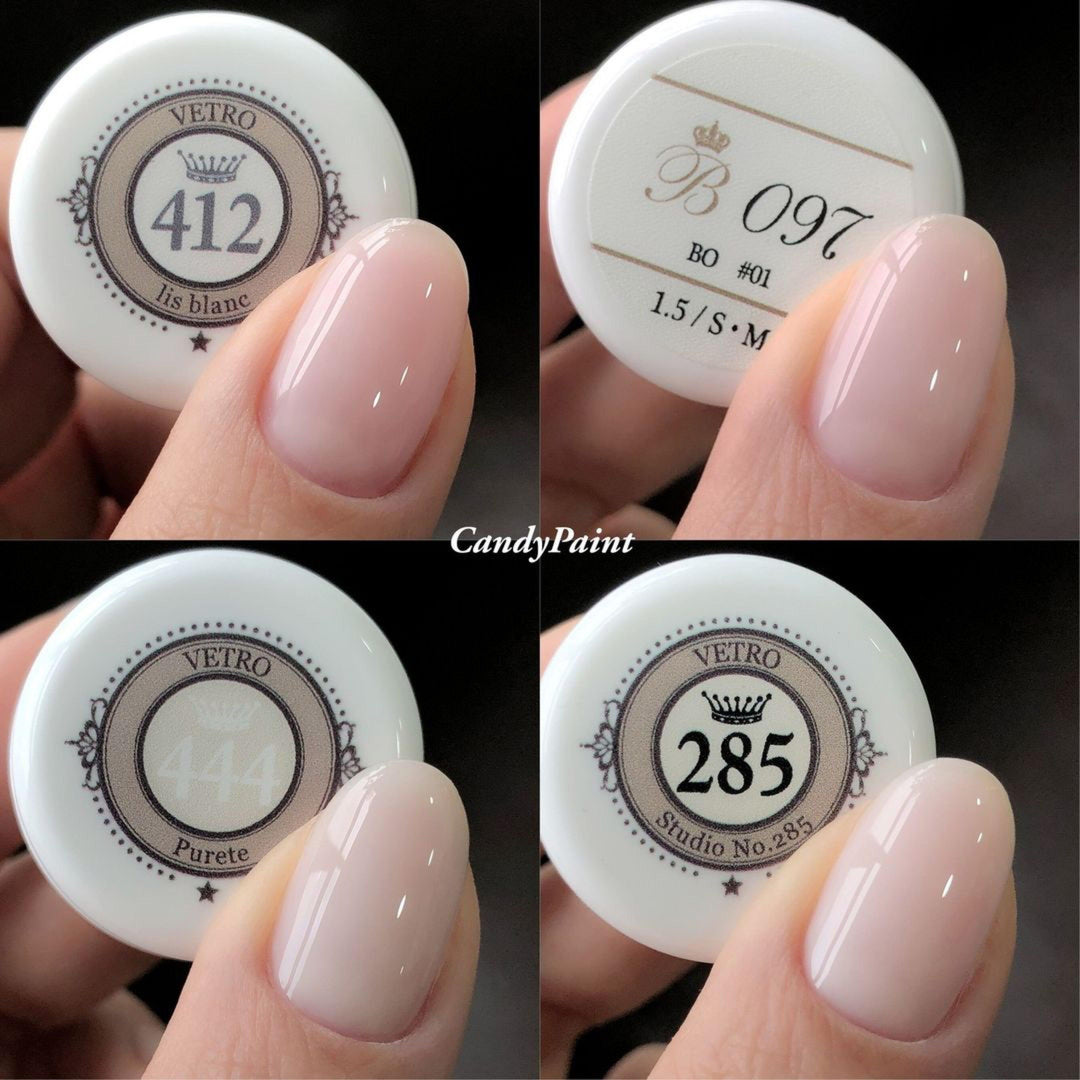 VETRO
412
lis blanc
B 097
BO #01
1.5 / S・M
CandyPaint
VETRO
444
Purete
VETRO
285
Studio No.285